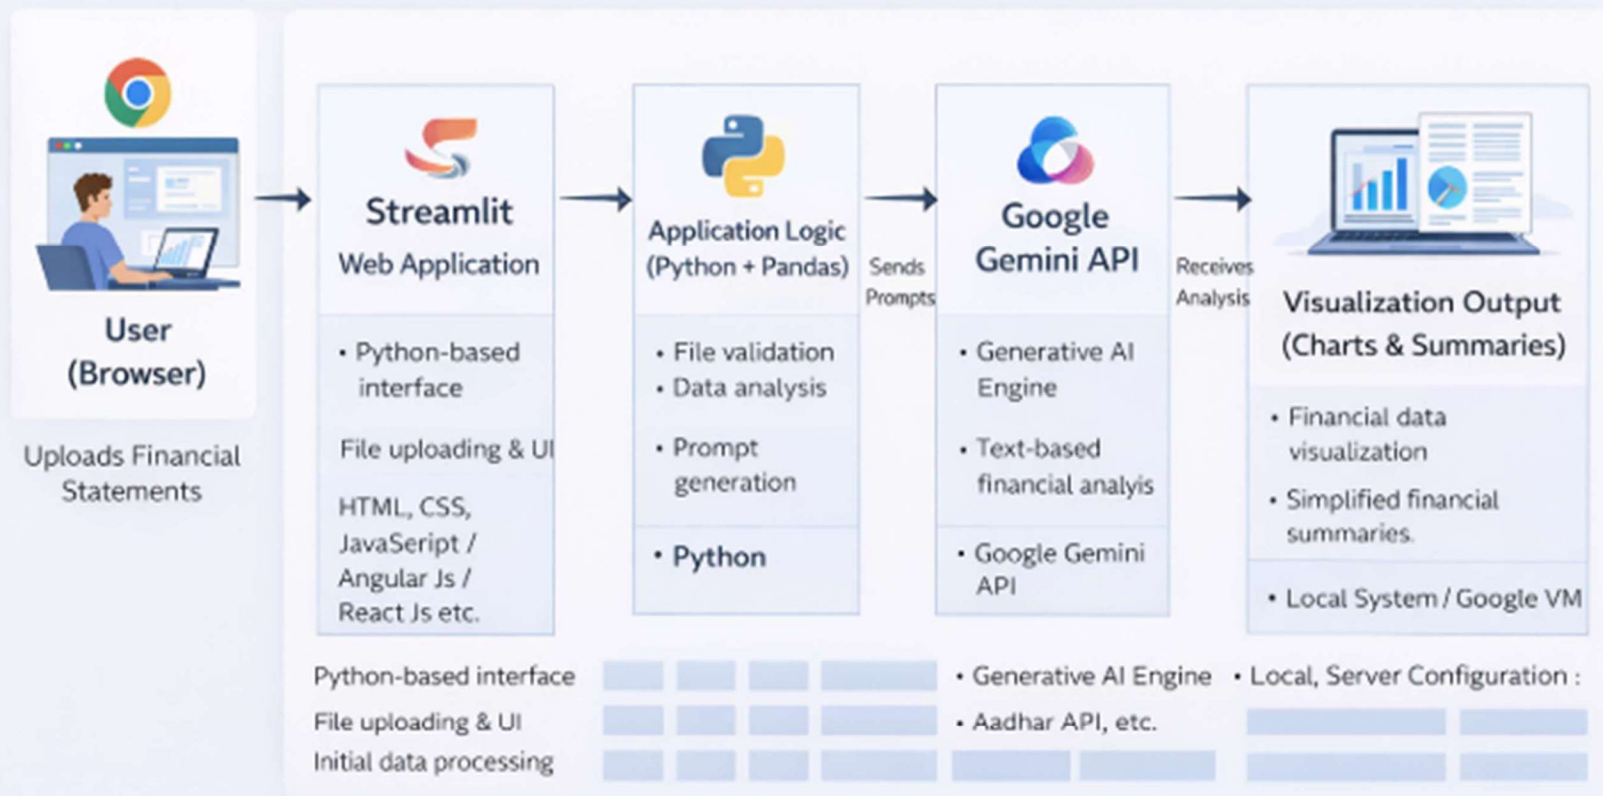 User
(Browser)
Uploads Financial
Statements
Streamlit
Web Application
• Python-based
interface
File uploading & UI
HTML, CSS,
JavaSeript /
Angular Js /
React Js etc.
Application Logic
(Python + Pandas)
• File validation
• Data analysis
• Prompt
generation
• Python
Sends
Prompts
Google
Gemini API
• Generative AI
Engine
• Text-based
financial analyis
• Google Gemini
API
Receives
Analysis
Visualization Output
(Charts & Summaries)
• Financial data
visualization
• Simplified financial
summaries.
• Local System / Google VM
Python-based interface
File uploading & UI
Initial data processing
• Generative AI Engine
• Aadhar API, etc.
• Local, Server Configuration :